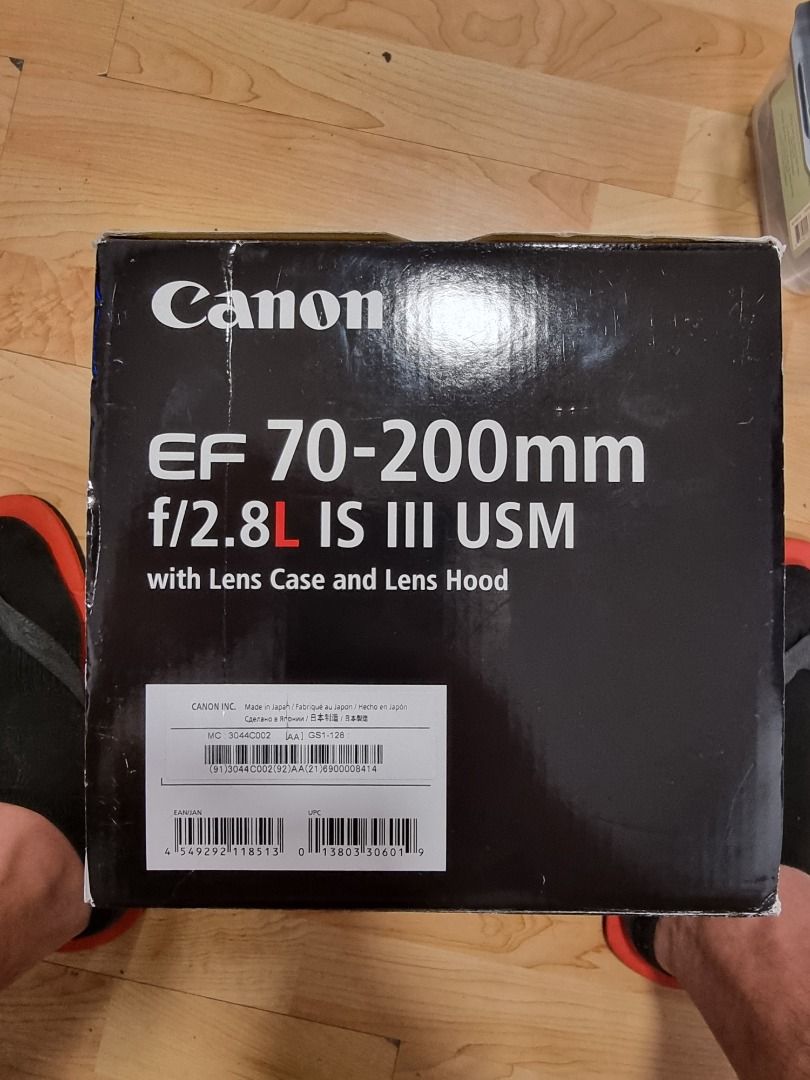 Canon
EF 70-200mm
f/2.8L IS III USM
with Lens Case and Lens Hood
CANON INC. Made in Japan / Fabriqué au Japon / Hecho en Japón
Сделано в Японии / 日本制造 / 日本製造
MC : 3044C002 [AA] GS1-128 :
(91)3044C002(92)AA(21)6900008414
EAN/JAN UPC
4 549292 118513 0 13803 30601 9